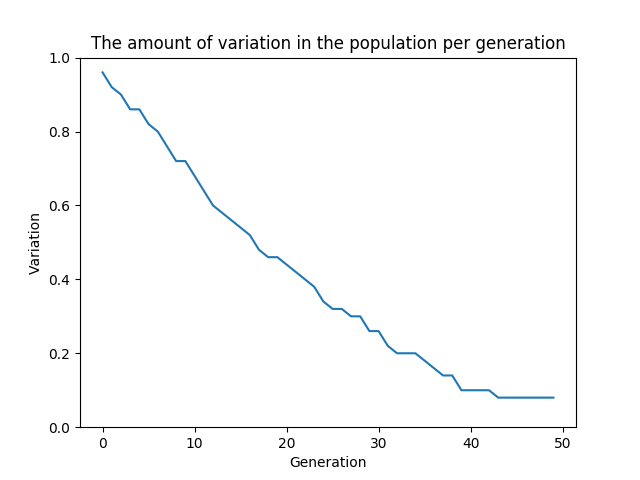 The amount of variation in the population per generation
1.0
0.8
0.6
0.4
0.2
0.0
Variation
0 10 20 30 40 50
Generation